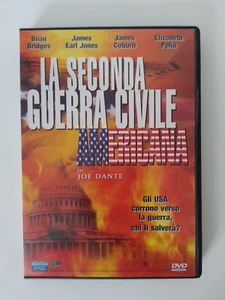 Beau Bridges
James Earl Jones
James Coburn
Elizabeth Peña
LA SECONDA
GUERRA CIVILE
AMERICANA
DI
JOE DANTE
Gli USA
corrono verso
la guerra,
chi li salverà?
DVD